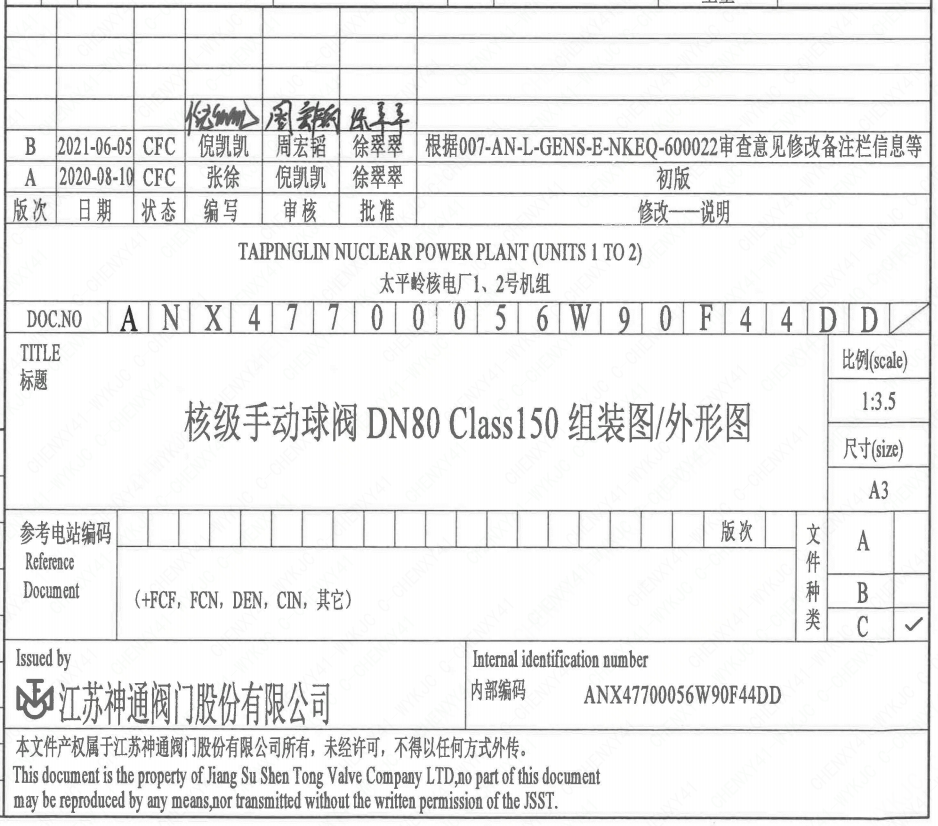 B 2021-06-05 CFC 倪凯凯 周宏韬 徐翠翠 根据007-AN-L-GENS-E-NKEQ-600022审查意见修改备注栏信息等
A 2020-08-10 CFC 张徐 倪凯凯 徐翠翠 初版
版次 日期 状态 编写 审核 批准 修改——说明
TAIPINGLIN NUCLEAR POWER PLANT (UNITS 1 TO 2)
太平岭核电厂1、2号机组
DOC.NO A N X 4 7 7 0 0 0 5 6 W 9 0 F 4 4 D D
TITLE
标题
比例(scale)
1:3.5
核级手动球阀 DN80 Class150 组装图/外形图
尺寸(size)
A3
参考电站编码
Reference
Document
版次
(+FCF, FCN, DEN, CIN, 其它)
文件种类
A
B
C ✓
Issued by
江苏神通阀门股份有限公司
Internal identification number
内部编码 ANX47700056W90F44DD
本文件产权属于江苏神通阀门股份有限公司所有，未经许可，不得以任何方式外传。
This document is the property of Jiang Su Shen Tong Valve Company LTD,no part of this document
may be reproduced by any means,nor transmitted without the written permission of the JSST.